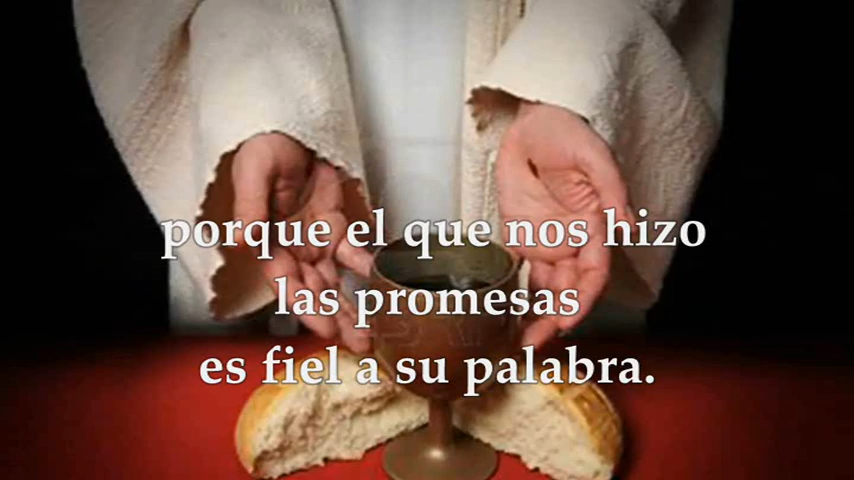 porque el que nos hizo
las promesas
es fiel a su palabra.